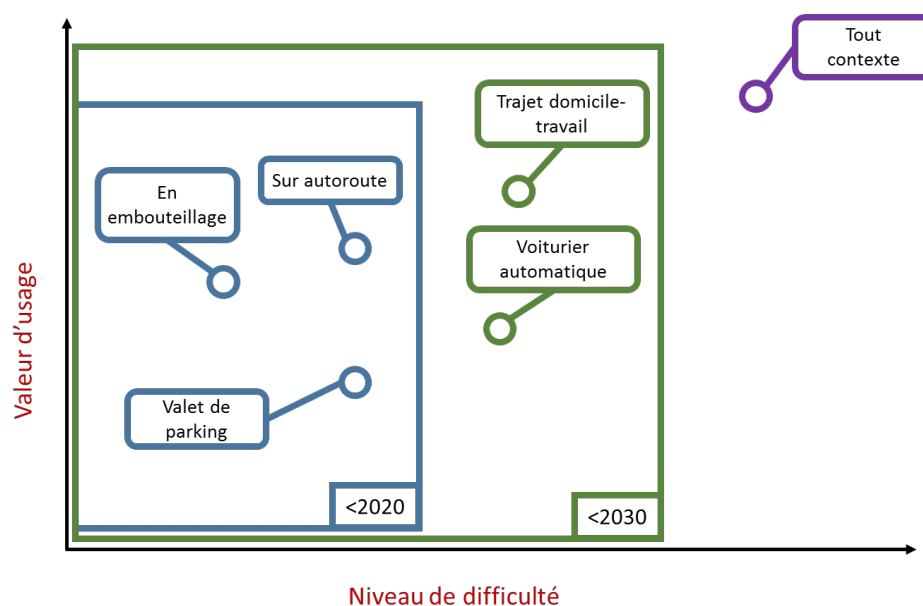 Tout
contexte
Trajet domicile-
travail
Sur autoroute
En
embouteillage
Voiturier
automatique
Valeur d'usage
Valet de
parking
<2020
<2030
Niveau de difficulté